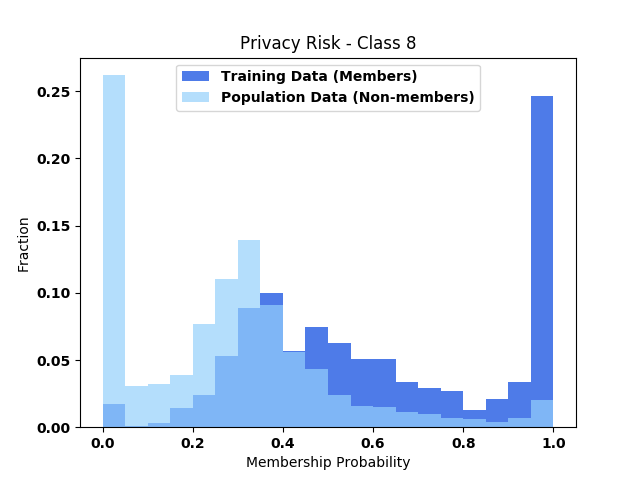 Privacy Risk - Class 8
Training Data (Members)
Population Data (Non-members)
0.25
0.20
0.15
0.10
0.05
0.00
Fraction
0.0 0.2 0.4 0.6 0.8 1.0
Membership Probability